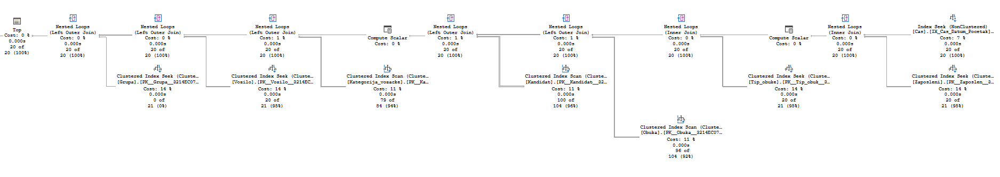 Top
Cost: 0 %
0.000s
20 of
20 (100%)
Nested Loops
(Left Outer Join)
Cost: 0 %
0.000s
20 of
20 (100%)
Nested Loops
(Left Outer Join)
Cost: 0 %
0.000s
20 of
20 (100%)
Nested Loops
(Left Outer Join)
Cost: 1 %
0.000s
20 of
20 (100%)
Compute Scalar
Cost: 0 %
Nested Loops
(Left Outer Join)
Cost: 1 %
0.000s
20 of
20 (100%)
Nested Loops
(Left Outer Join)
Cost: 1 %
0.000s
20 of
20 (100%)
Nested Loops
(Inner Join)
Cost: 0 %
0.000s
20 of
20 (100%)
Compute Scalar
Cost: 0 %
Nested Loops
(Inner Join)
Cost: 0 %
0.000s
20 of
20 (100%)
Index Seek (NonClustered)
[Cas].[IX_Cas_Datum_Pocetak]...
Cost: 7 %
0.000s
20 of
20 (100%)
Clustered Index Seek (Cluste...
[Grupa].[PK__Grupa__3214EC07...
Cost: 14 %
0.000s
0 of
21 (0%)
Clustered Index Seek (Cluste...
[Vozilo].[PK__Vozilo__3214EC...
Cost: 14 %
0.000s
20 of
21 (95%)
Clustered Index Scan (Cluste...
[Kategorija_vozacke].[PK__Ka...
Cost: 11 %
0.000s
79 of
84 (94%)
Clustered Index Scan (Cluste...
[Kandidat].[PK__Kandidat__32...
Cost: 11 %
0.000s
100 of
104 (96%)
Clustered Index Seek (Cluste...
[Tip_obuke].[PK__Tip_obuk__3...
Cost: 14 %
0.000s
20 of
21 (95%)
Clustered Index Seek (Cluste...
[Zaposleni].[PK__Zaposlen__3...
Cost: 14 %
0.000s
20 of
21 (95%)
Clustered Index Scan (Cluste...
[Obuka].[PK__Obuka__3214EC07...
Cost: 11 %
0.000s
96 of
104 (92%)